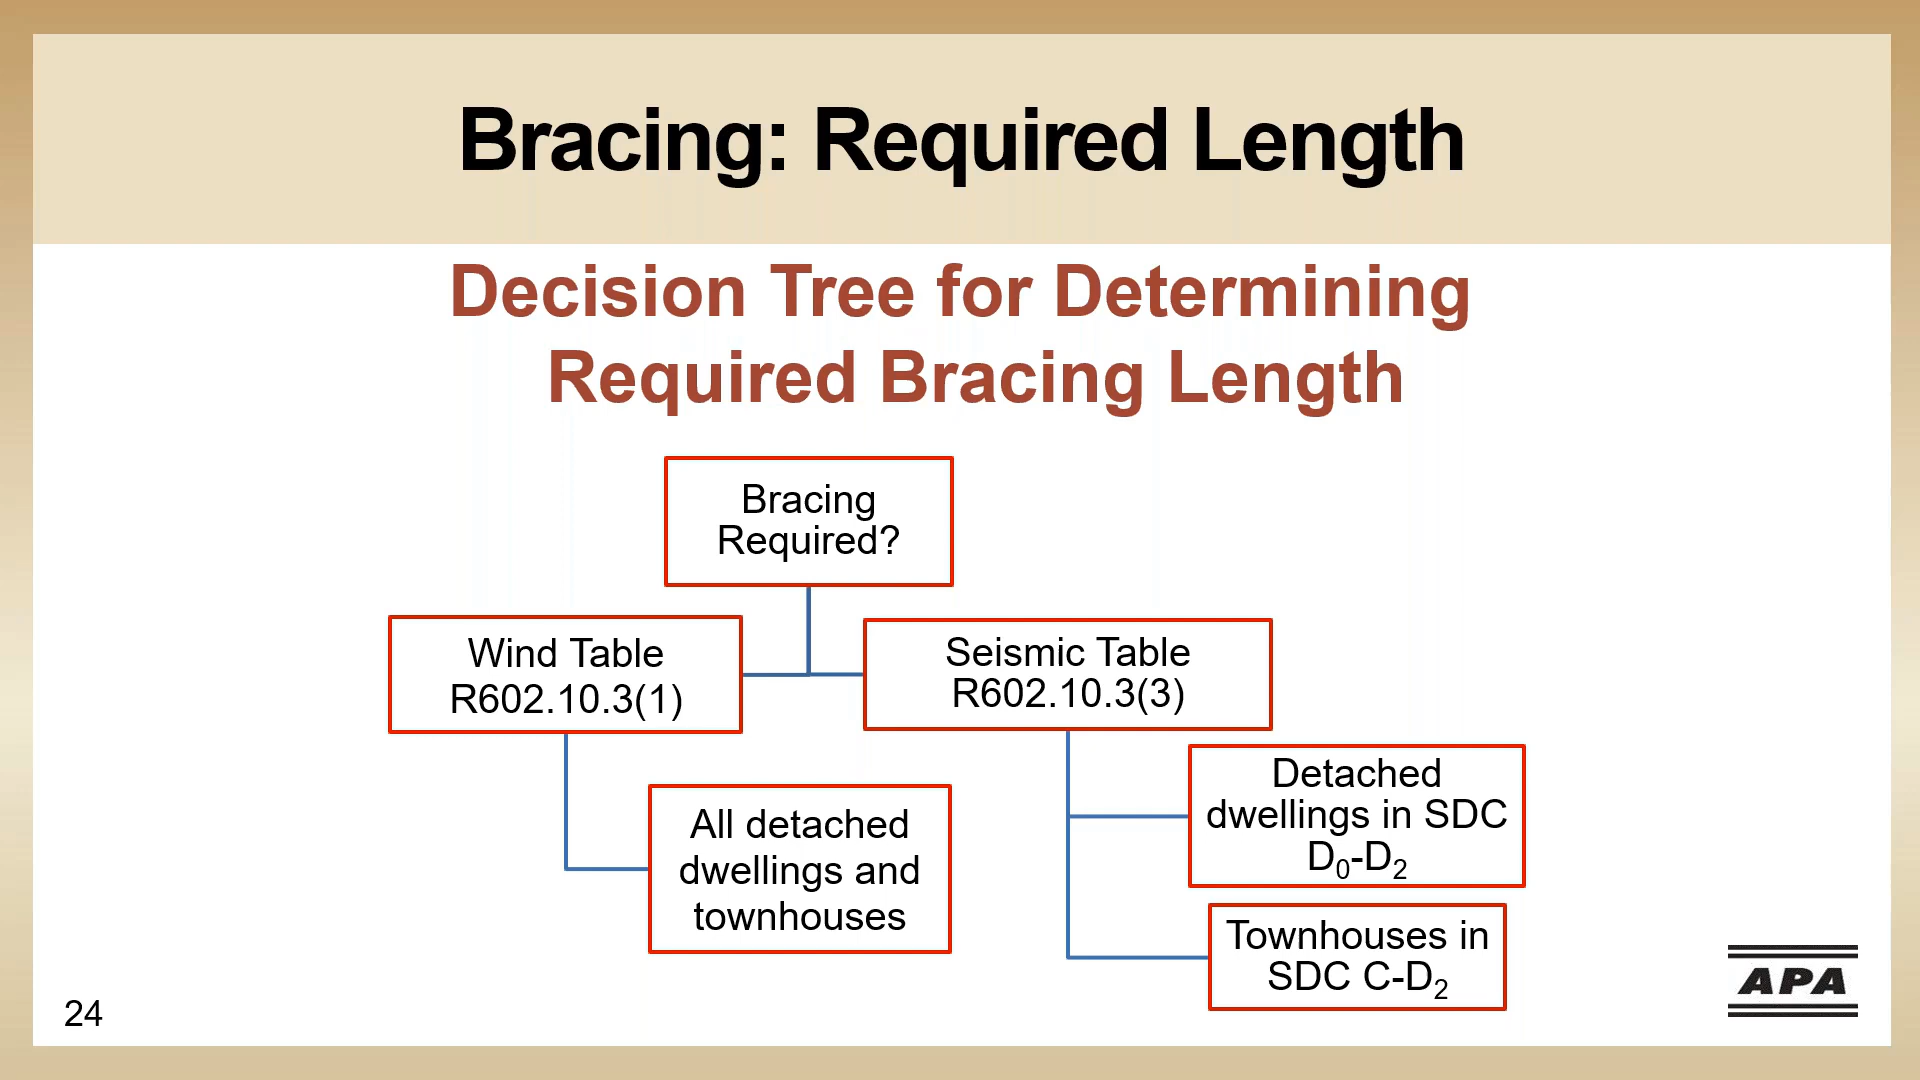 Bracing: Required Length
Decision Tree for Determining
Required Bracing Length
Bracing
Required?
Wind Table
R602.10.3(1)
Seismic Table
R602.10.3(3)
All detached
dwellings and
townhouses
Detached
dwellings in SDC
D₀-D₂
Townhouses in
SDC C-D₂
APA
24